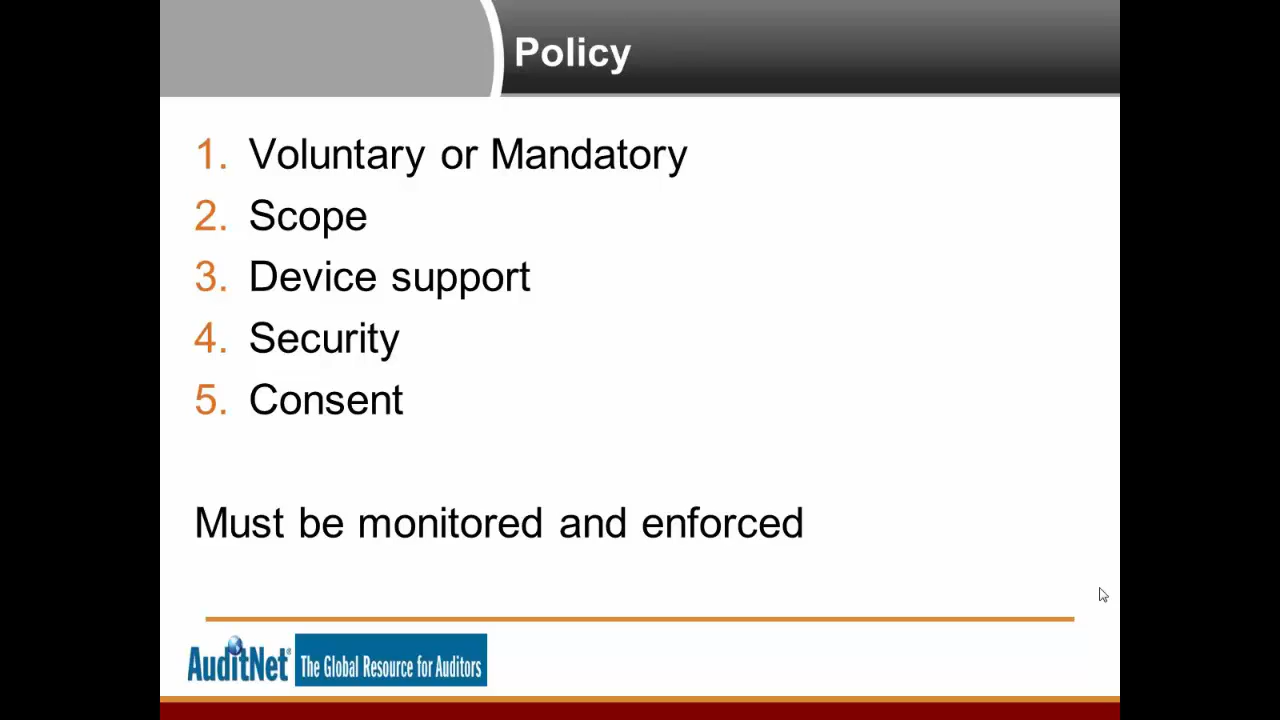 Policy
1. Voluntary or Mandatory
2. Scope
3. Device support
4. Security
5. Consent
Must be monitored and enforced
AuditNet® The Global Resource for Auditors